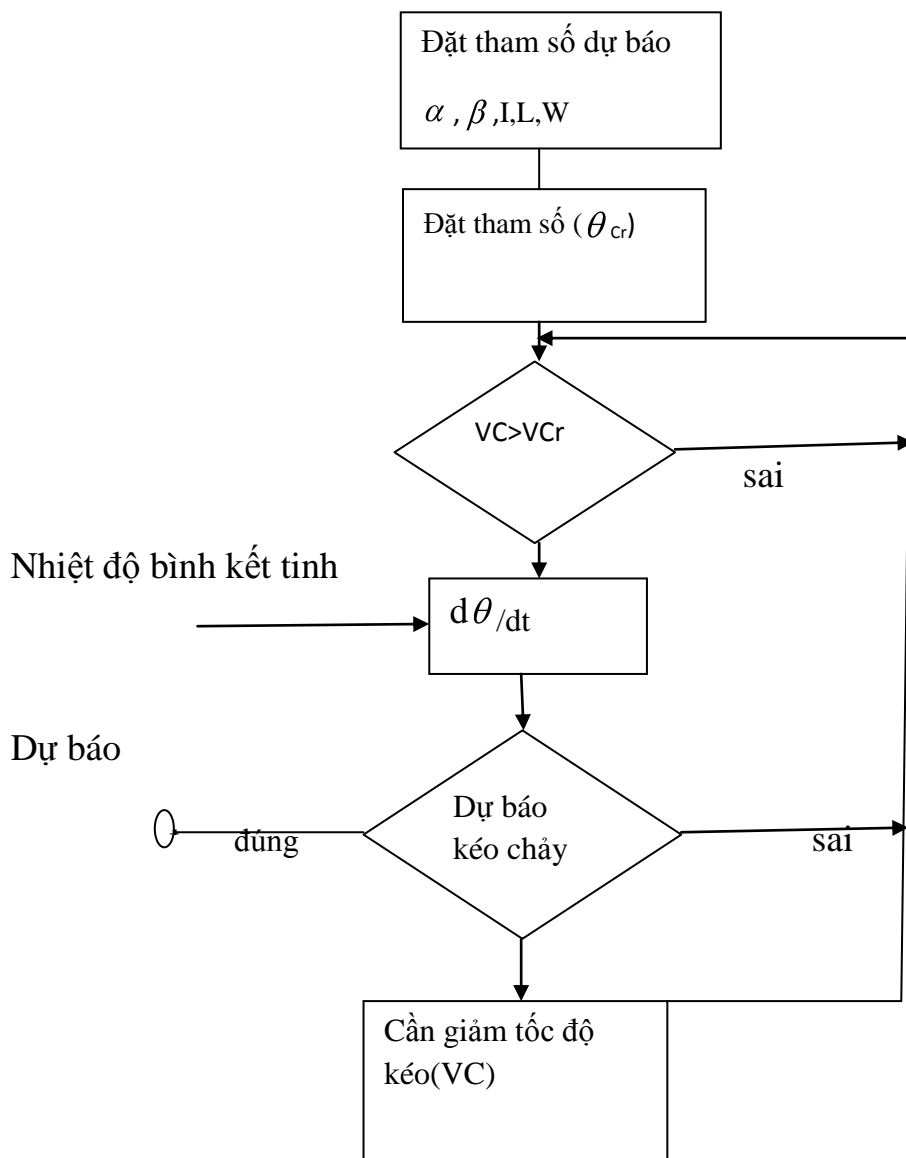 Đặt tham số dự báo
α , β ,I,L,W
Đặt tham số ( θ Cr)
VC>VCr
sai
Nhiệt độ bình kết tinh
dθ/dt
Dự báo
Dự báo
kéo chảy
đúng
sai
Cần giảm tốc độ
kéo(VC)